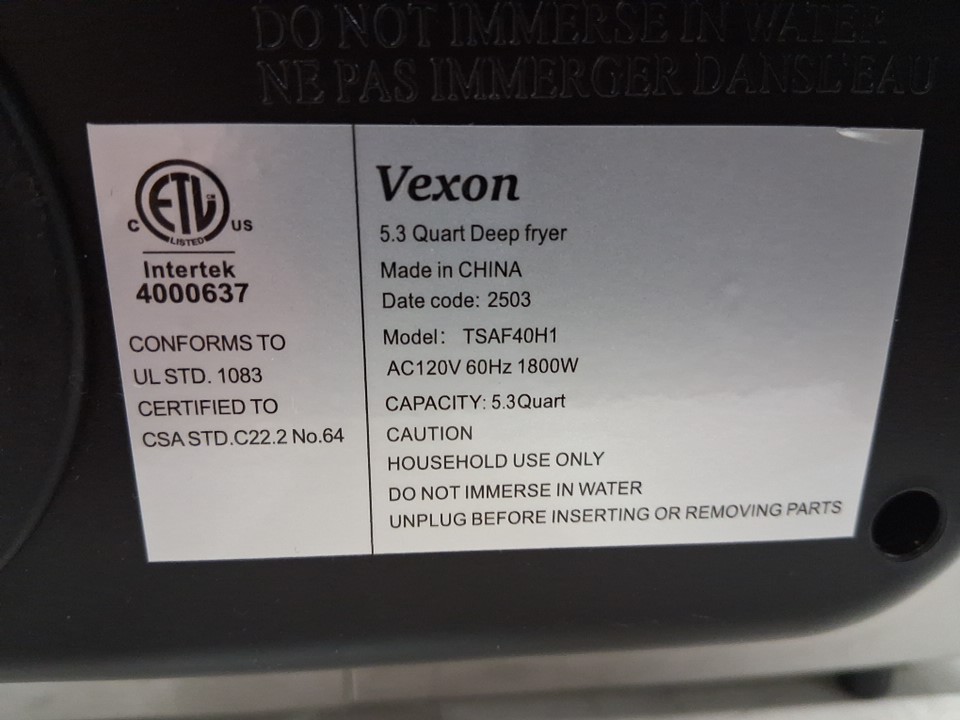 DO NOT IMMERSE IN WATER
NE PAS IMMERGER DANSL'EAU
ETL CM
LISTED
C US
Intertek
4000637
CONFORMS TO
UL STD. 1083
CERTIFIED TO
CSA STD.C22.2 No.64
Vexon
5.3 Quart Deep fryer
Made in CHINA
Date code: 2503
Model: TSAF40H1
AC120V 60Hz 1800W
CAPACITY: 5.3Quart
CAUTION
HOUSEHOLD USE ONLY
DO NOT IMMERSE IN WATER
UNPLUG BEFORE INSERTING OR REMOVING PARTS